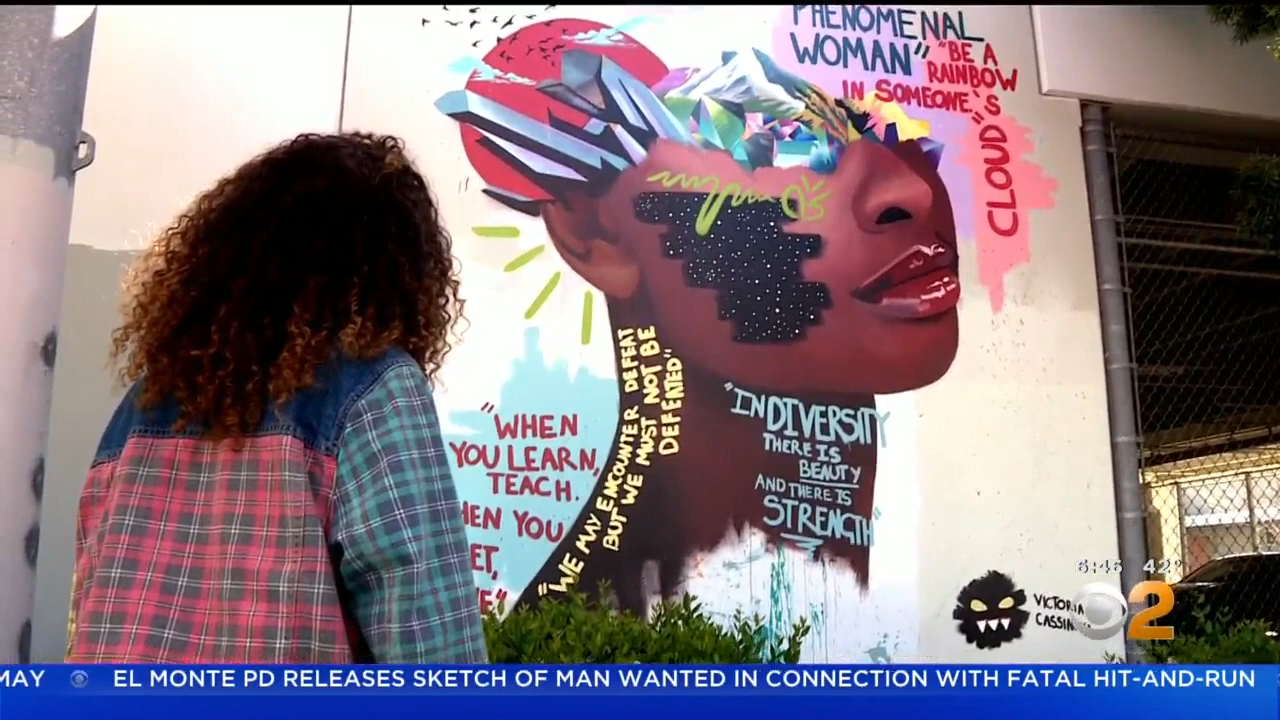 PHENOMENAL
WOMAN"
"BE A
RAINBOW
IN SOMEONE'S
CLOUD"
"WHEN
YOU LEARN,
TEACH.
YOU
"WE MAY ENCOUNTER DEFEAT
BUT WE MUST NOT BE
DEFEATED"
"IN DIVERSITY
THERE IS
BEAUTY
AND THERE IS
STRENGTH"
VICTORIA
6:46 42°
2
MAY
EL MONTE PD RELEASES SKETCH OF MAN WANTED IN CONNECTION WITH FATAL HIT-AND-RUN